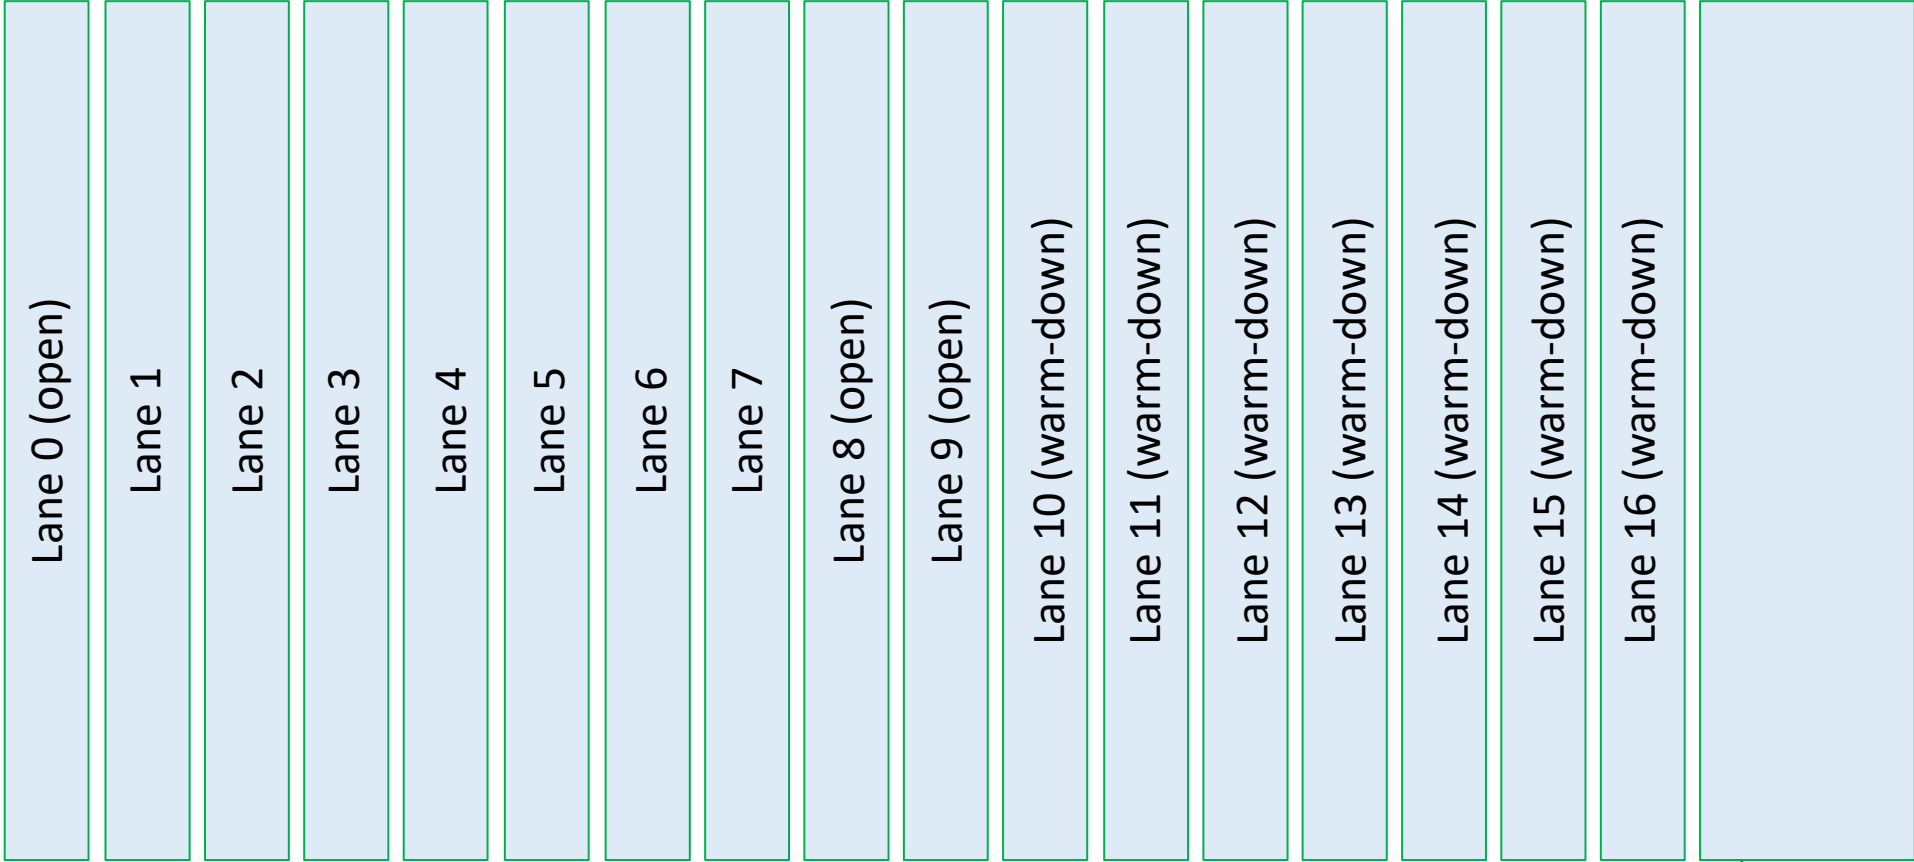 Lane 0 (open)
Lane 1
Lane 2
Lane 3
Lane 4
Lane 5
Lane 6
Lane 7
Lane 8 (open)
Lane 9 (open)
Lane 10 (warm-down)
Lane 11 (warm-down)
Lane 12 (warm-down)
Lane 13 (warm-down)
Lane 14 (warm-down)
Lane 15 (warm-down)
Lane 16 (warm-down)